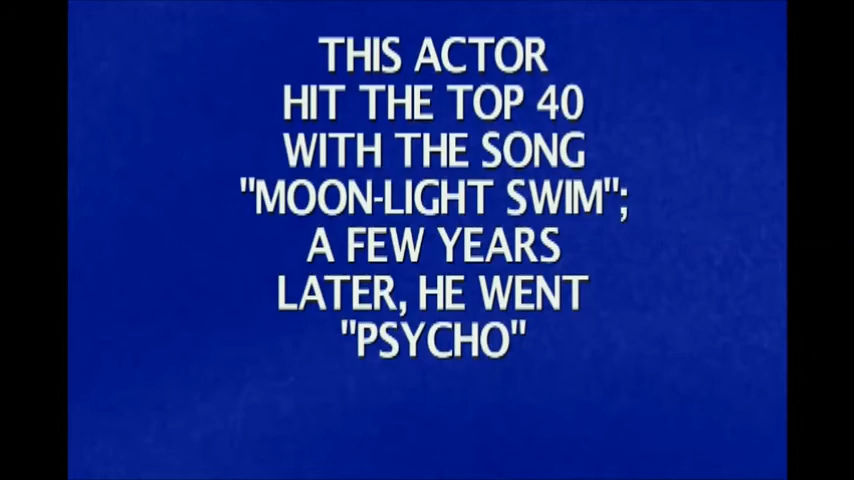 THIS ACTOR
HIT THE TOP 40
WITH THE SONG
"MOON-LIGHT SWIM";
A FEW YEARS
LATER, HE WENT
"PSYCHO"